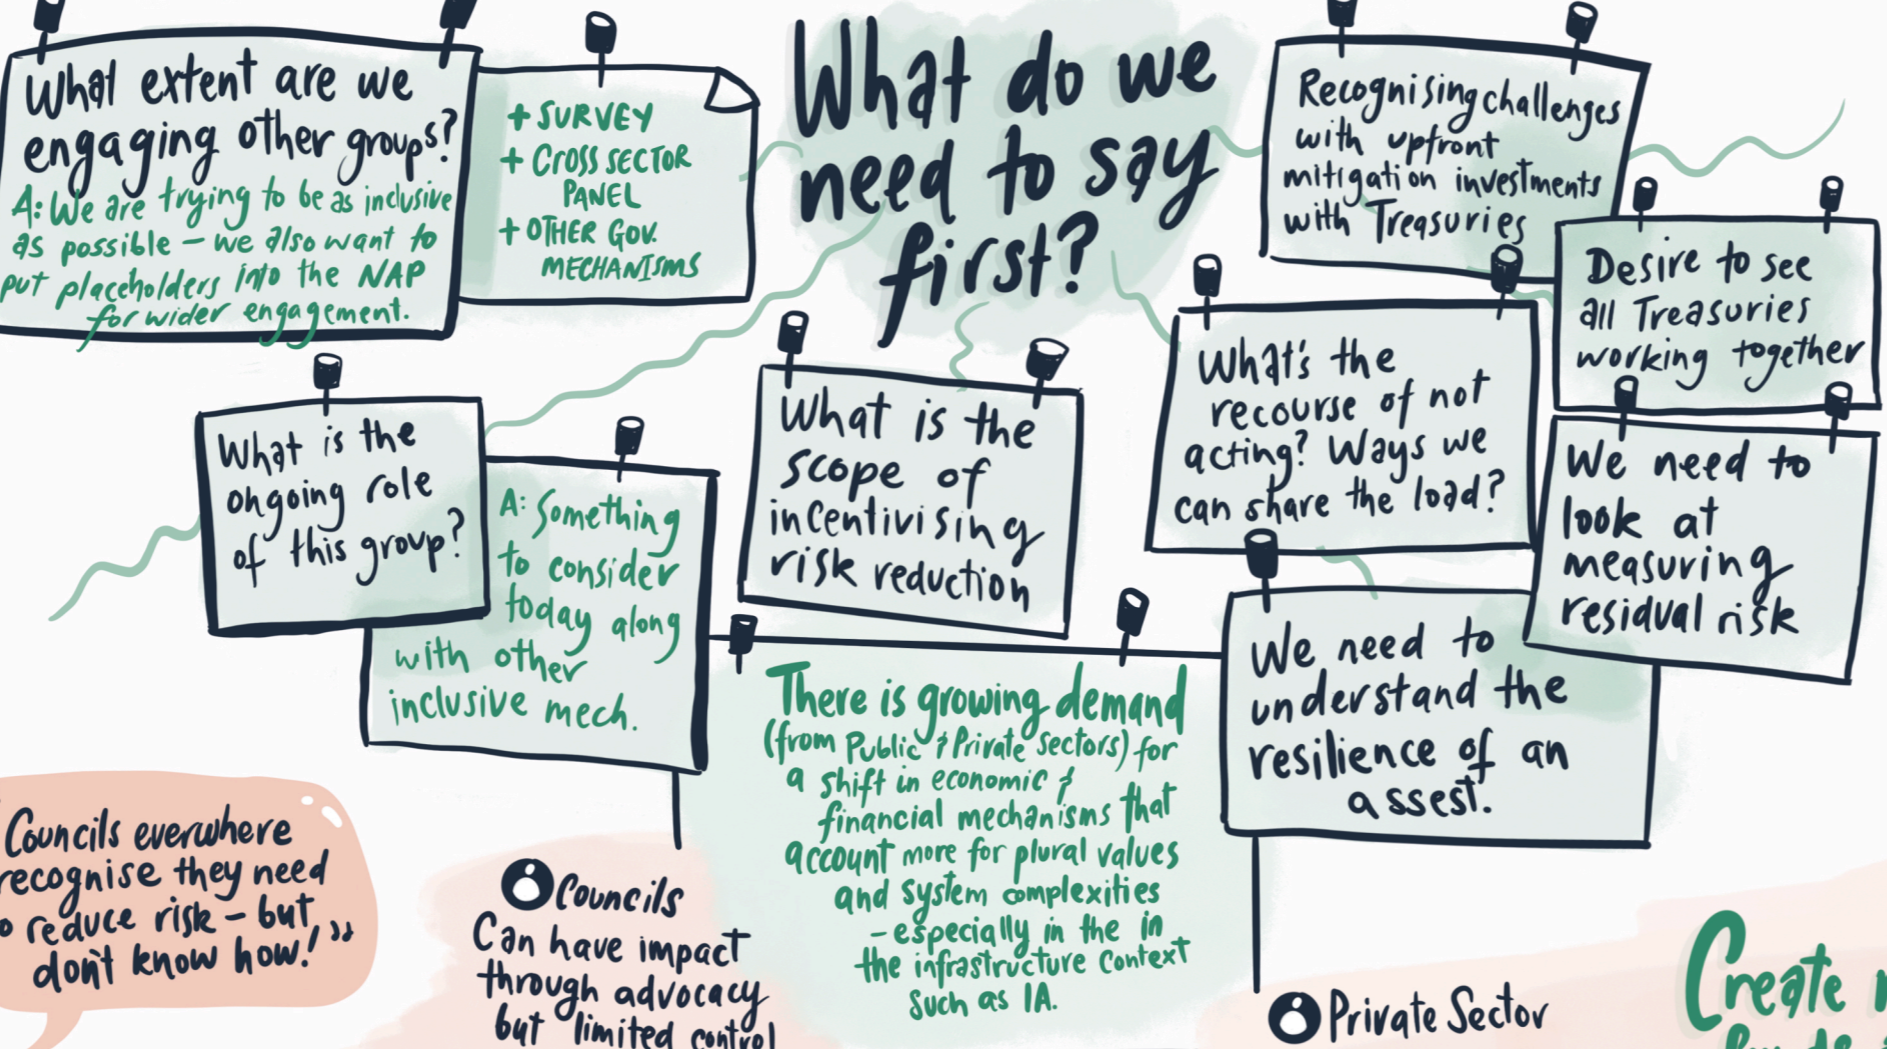 What extent are we
engaging other groups?
A: We are trying to be as inclusive
as possible – we also want to
put placeholders into the NAP
for wider engagement.
+ SURVEY
+ CROSS SECTOR
PANEL
+ OTHER GOV.
MECHANISMS
What do we
need to say
first?
Recognising challenges
with upfront
mitigation investments
with Treasuries
Desire to see
all Treasuries
working together
What is the
ongoing role
of this group?
A: Something
to consider
today along
with other
inclusive mech.
What is the
scope of
incentivising
risk reduction
What's the
recourse of not
acting? Ways we
can share the load?
We need to
look at
measuring
residual risk
We need to
understand the
resilience of an
assest.
There is growing demand
(from Public & Private Sectors) for
a shift in economic &
financial mechanisms that
account more for plural values
and system complexities
– especially in the in
the infrastructure context
such as IA.
Councils everwhere
recognise they need
to reduce risk – but
don't know how! "
Councils
Can have impact
through advocacy
but limited control
Private Sector
Create